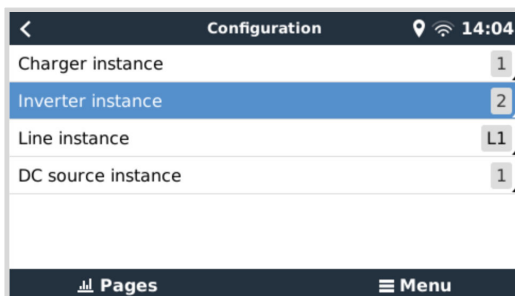 Configuration 14:04
Charger instance 1
Inverter instance 2
Line instance L1
DC source instance 1
Pages Menu